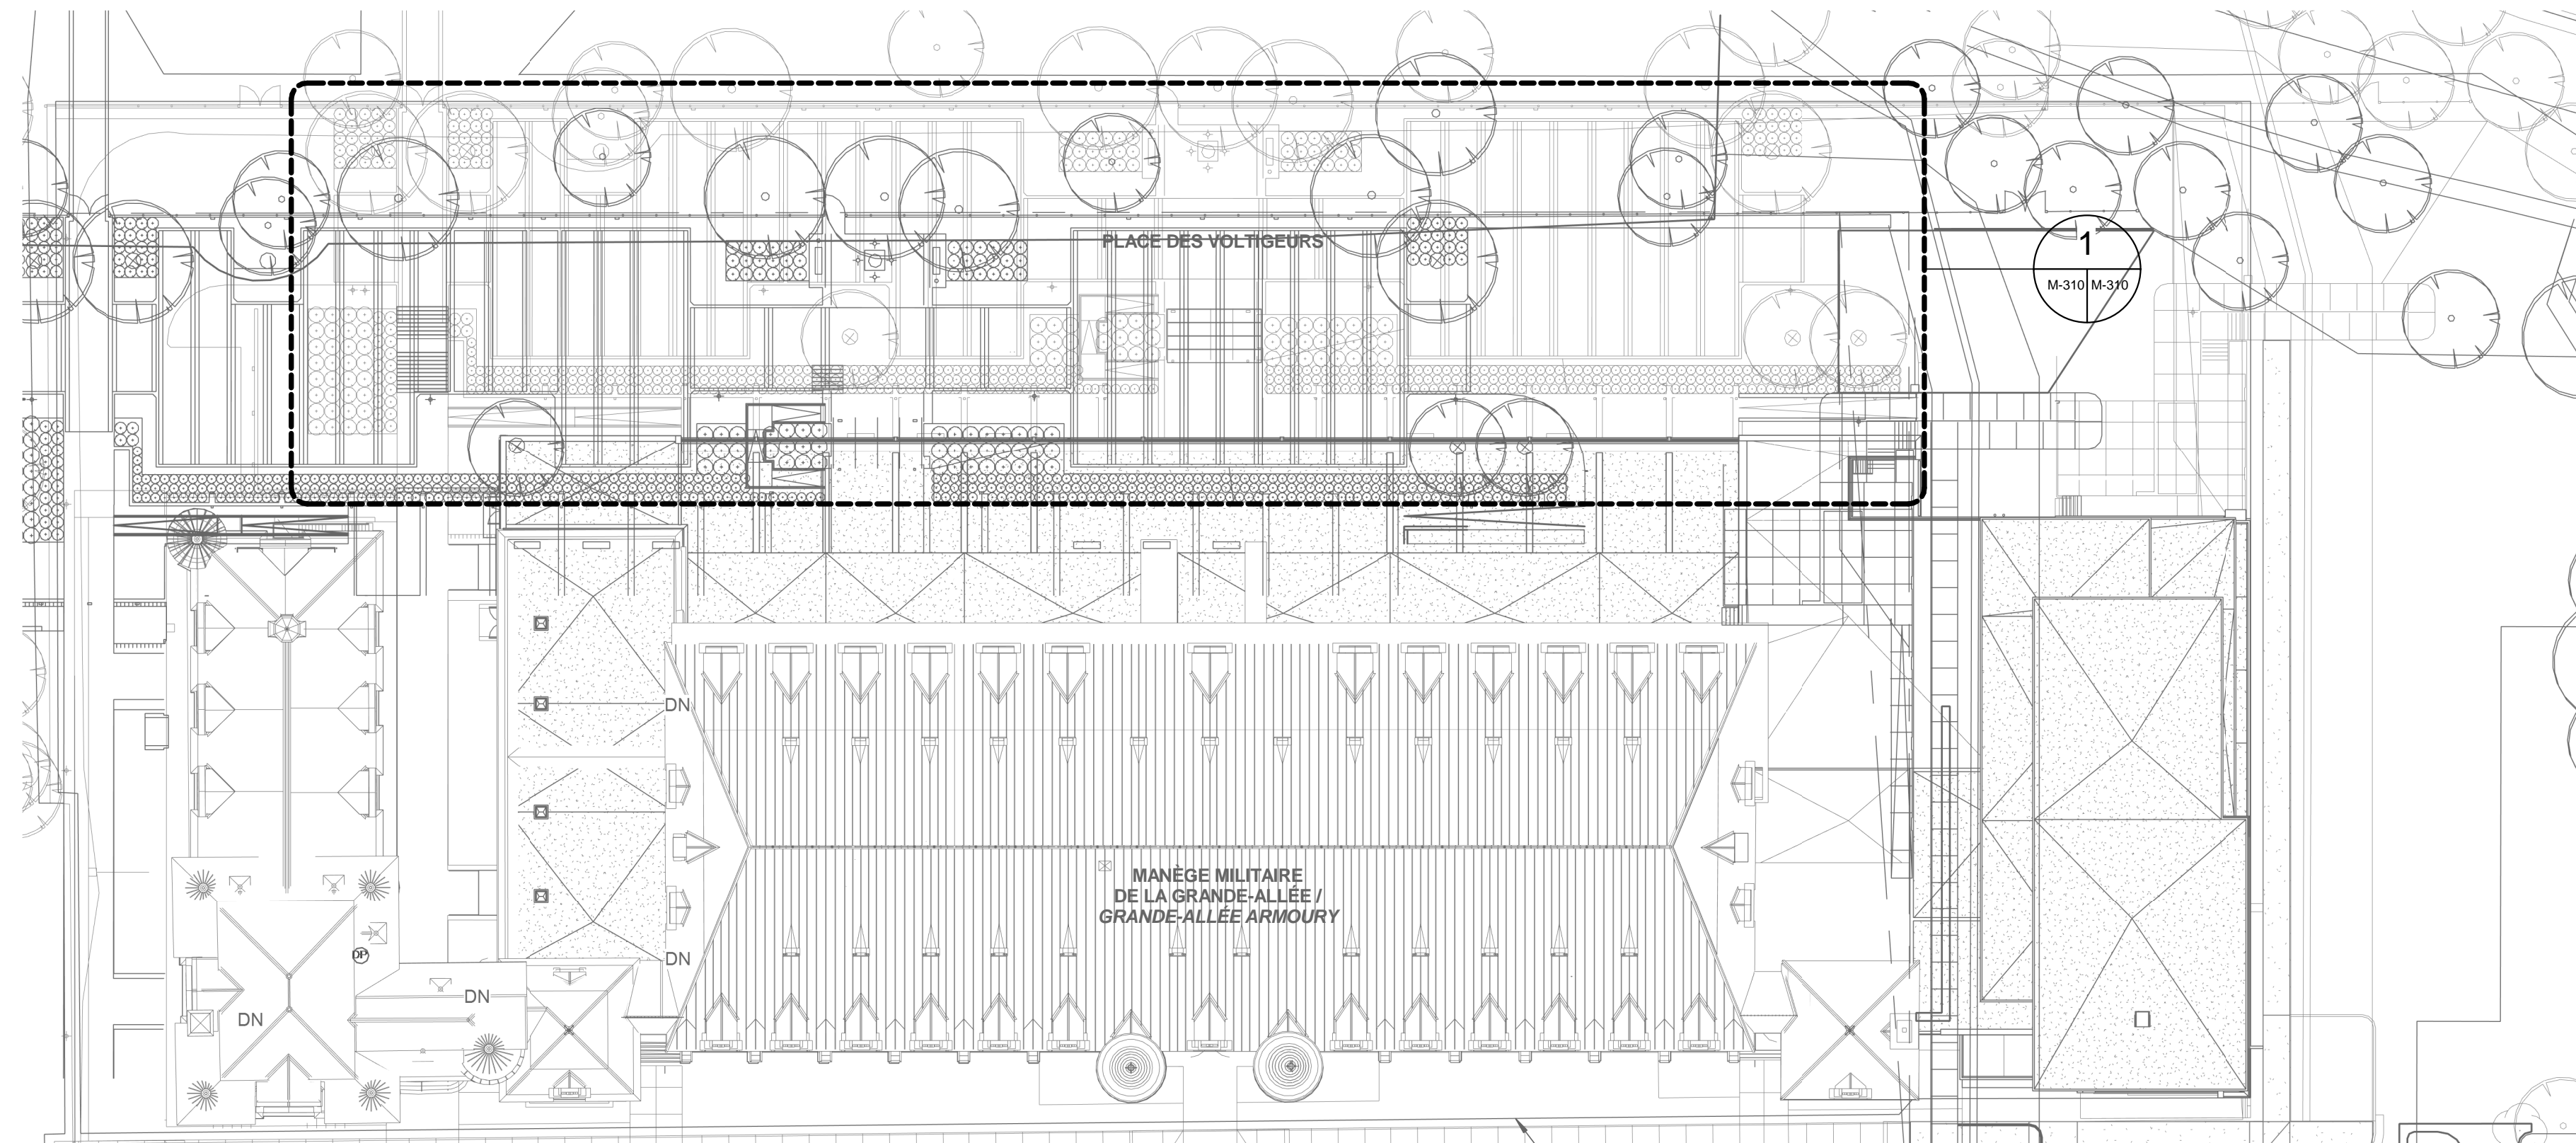 PLACE DES VOLTIGEURS
1
M-310 M-310
DN
MANÈGE MILITAIRE
DE LA GRANDE-ALLÉE /
GRANDE-ALLÉE ARMOURY
DP
DN
DN
DN